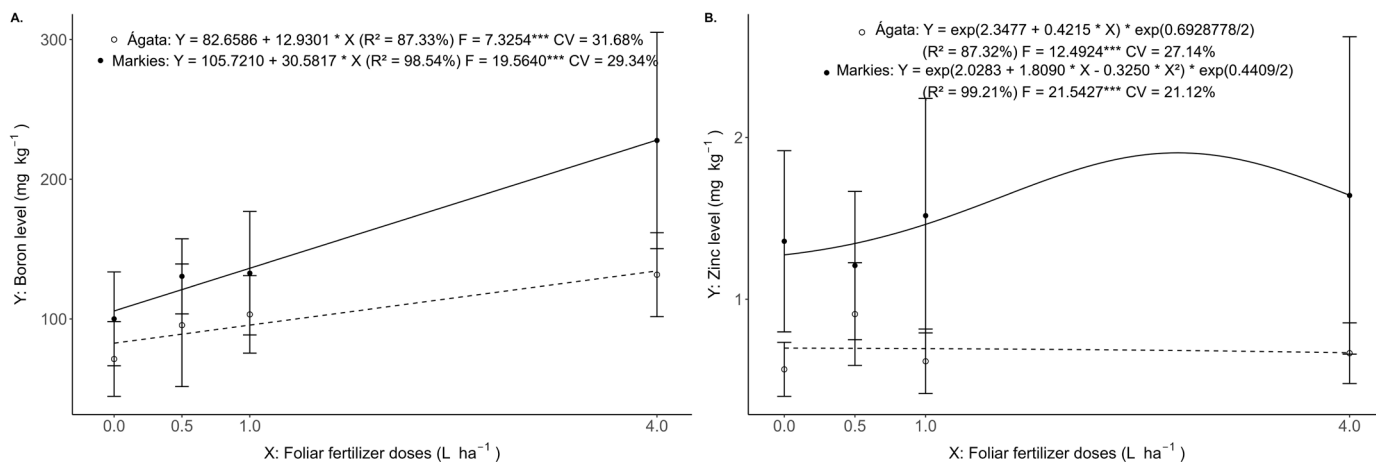 A.
Ágata: Y = 82.6586 + 12.9301 * X (R² = 87.33%) F = 7.3254*** CV = 31.68%
Markies: Y = 105.7210 + 30.5817 * X (R² = 98.54%) F = 19.5640*** CV = 29.34%
Y: Boron level (mg kg⁻¹ )
300
200
100
0.0 0.5 1.0 4.0
X: Foliar fertilizer doses (L ha⁻¹ )
B.
Ágata: Y = exp(2.3477 + 0.4215 * X) * exp(0.6928778/2)
(R² = 87.32%) F = 12.4924*** CV = 27.14%
Markies: Y = exp(2.0283 + 1.8090 * X - 0.3250 * X²) * exp(0.4409/2)
(R² = 99.21%) F = 21.5427*** CV = 21.12%
Y: Zinc level (mg kg⁻¹ )
2
1
0.0 0.5 1.0 4.0
X: Foliar fertilizer doses (L ha⁻¹ )